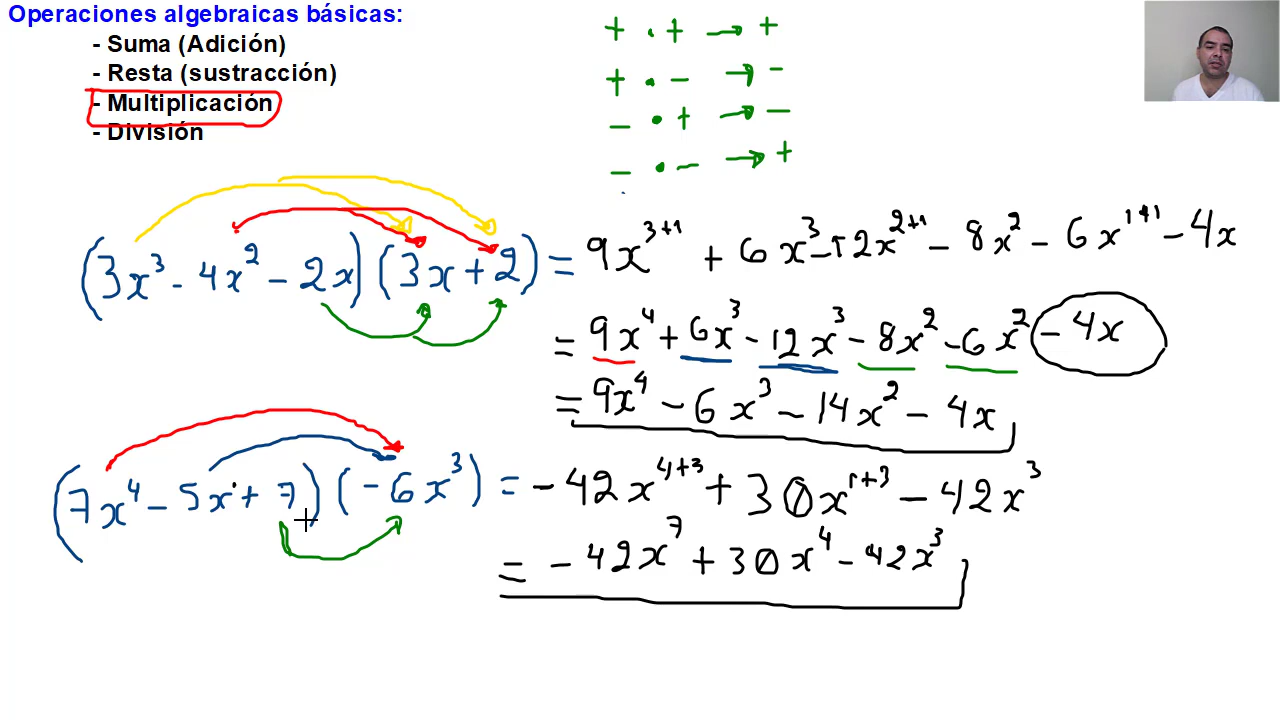 Operaciones algebraicas básicas:
- Suma (Adición)
- Resta (sustracción)
- Multiplicación
- División
+ · + → +
+ · - → -
- · + → -
- · - → +
(3x³ - 4x² - 2x)(3x + 2) = 9x³⁺¹ + 6x³ - 12x²⁺¹ - 8x² - 6x¹⁺¹ - 4x
= 9x⁴ + 6x³ - 12x³ - 8x² - 6x² - 4x
= 9x⁴ - 6x³ - 14x² - 4x
(7x⁴ - 5x + 7)(-6x³) = -42x⁴⁺³ + 30x¹⁺³ - 42x³
= -42x⁷ + 30x⁴ - 42x³